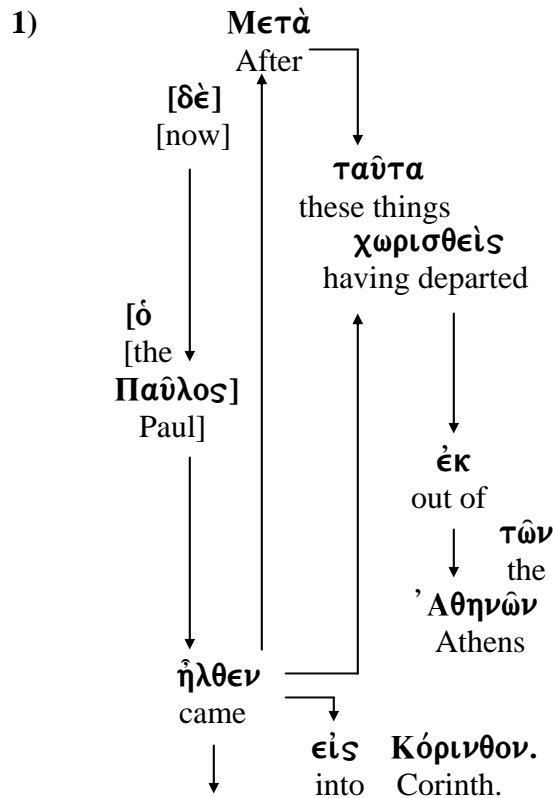 1)
Μετὰ
After
[δὲ]
[now]
ταῦτα
these things
χωρισθεὶς
having departed
[ὁ
[the
Παῦλος]
Paul]
ἐκ
out of
τῶν
the
Ἀθηνῶν
Athens
ἦλθεν
came
εἰς Κόρινθον.
into Corinth.